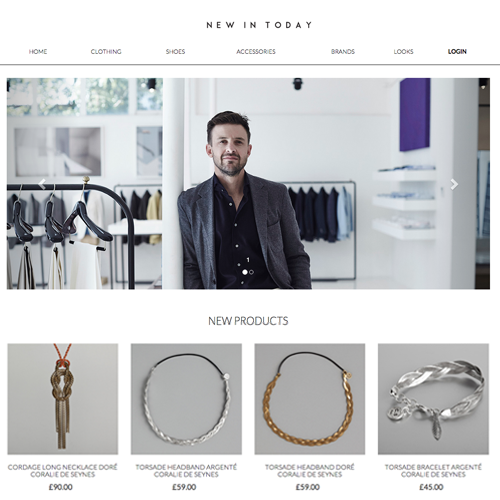 NEW IN TODAY
HOME CLOTHING SHOES ACCESSORIES BRANDS LOOKS LOGIN
1
NEW PRODUCTS
CORDAGE LONG NECKLACE DORÉ
CORALIE DE SEYNES
£90.00
TORSADE HEADBAND ARGENTÉ
CORALIE DE SEYNES
£59.00
TORSADE HEADBAND DORÉ
CORALIE DE SEYNES
£59.00
TORSADE BRACELET ARGENTÉ
CORALIE DE SEYNES
£45.00